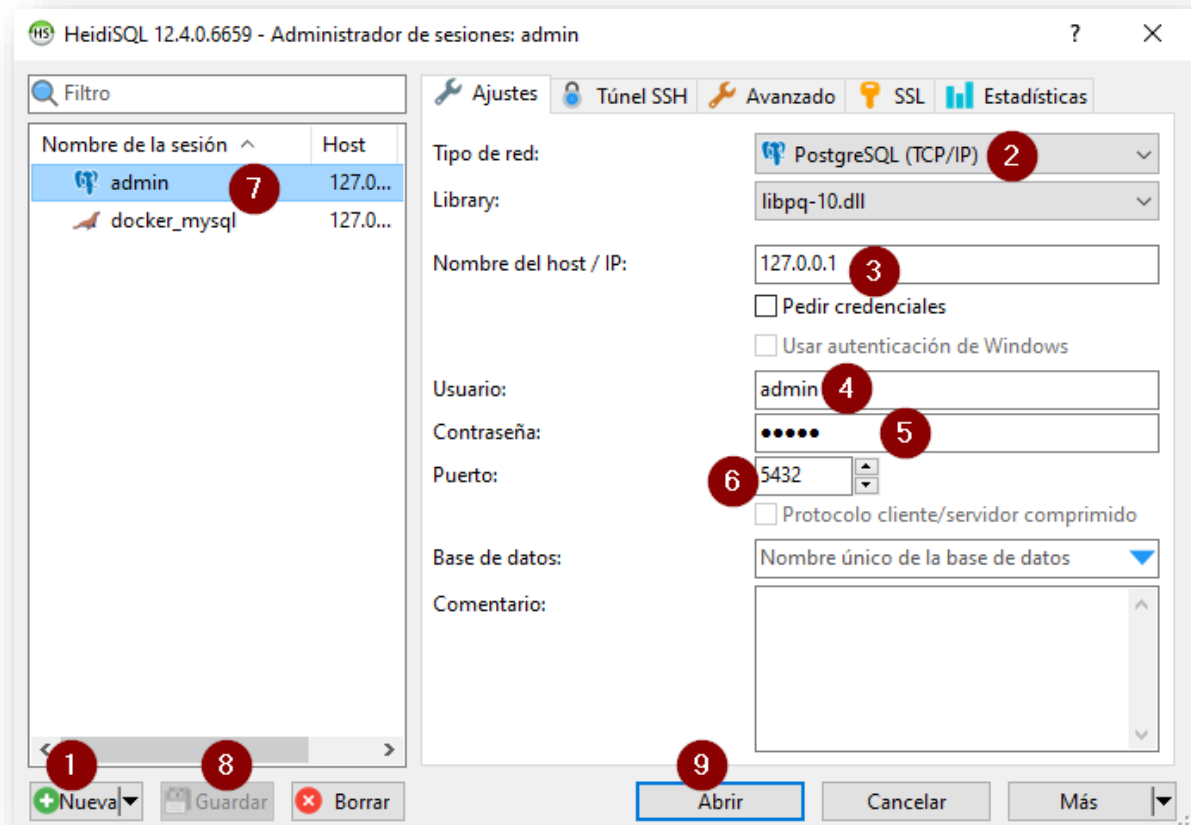 HS HeidiSQL 12.4.0.6659 - Administrador de sesiones: admin ?
Filtro
Nombre de la sesión Host
admin 7 127.0...
docker_mysql 127.0...
1 Nueva 8 Guardar Borrar
Ajustes Túnel SSH Avanzado SSL Estadísticas
Tipo de red: PostgreSQL (TCP/IP) 2
Library: libpq-10.dll
Nombre del host / IP: 127.0.0.1 3
Pedir credenciales
Usar autenticación de Windows
Usuario: admin 4
Contraseña: ●●●●● 5
Puerto: 6 5432
Protocolo cliente/servidor comprimido
Base de datos: Nombre único de la base de datos
Comentario:
9 Abrir Cancelar Más